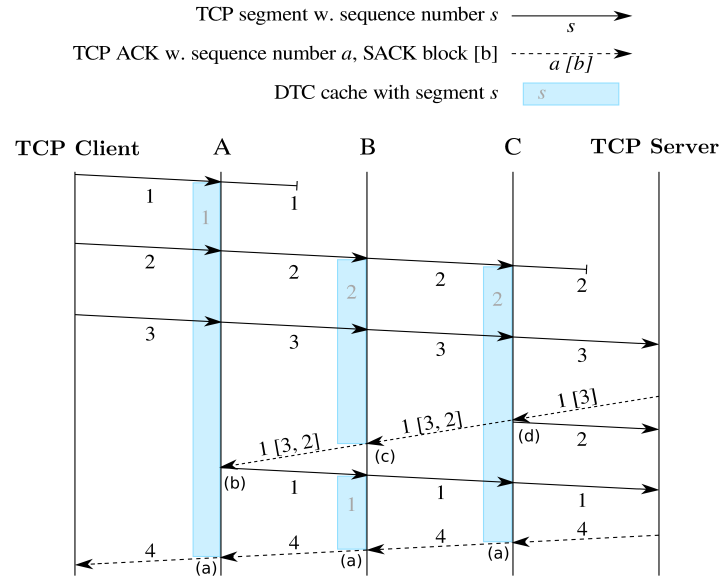 TCP segment w. sequence number s
s
TCP ACK w. sequence number a, SACK block [b]
a [b]
DTC cache with segment s
s
TCP Client A B C TCP Server
1 1
1
2 2 2 2
2 2
3 3 3 3
1 [3]
1 [3, 2]
1 [3, 2]
(d) 2
(c)
(b) 1 1 1
1
4 4 4 4
(a) (a) (a)